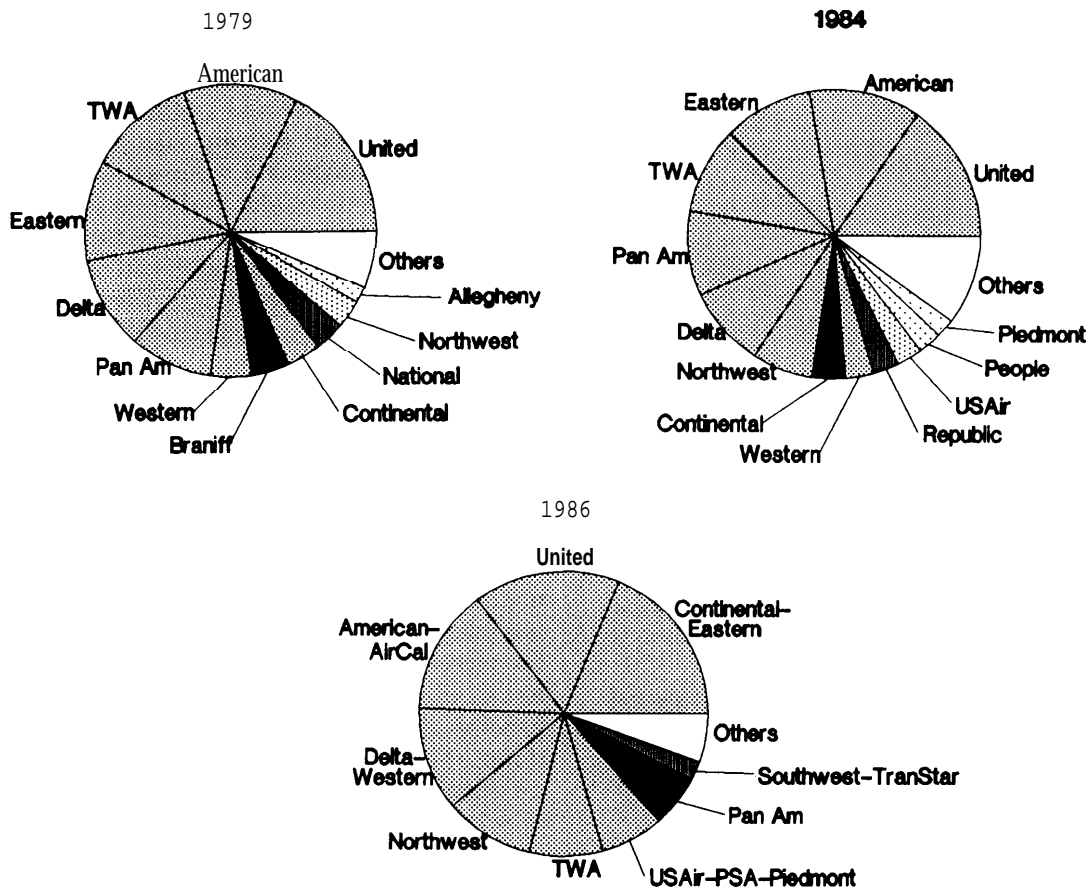 1979
American
TWA
United
Eastern
Others
Allegheny
Delta
Northwest
Pan Am
National
Western
Continental
Braniff
1984
American
Eastern
TWA
United
Pan Am
Others
Delta
Piedmont
Northwest
People
USAir
Continental
Republic
Western
1986
United
Continental–
Eastern
American–
AirCal
Others
Delta–
Western
Southwest–TranStar
Pan Am
Northwest
TWA
USAir–PSA–Piedmont